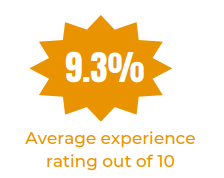 9.3%
Average experience
rating out of 10